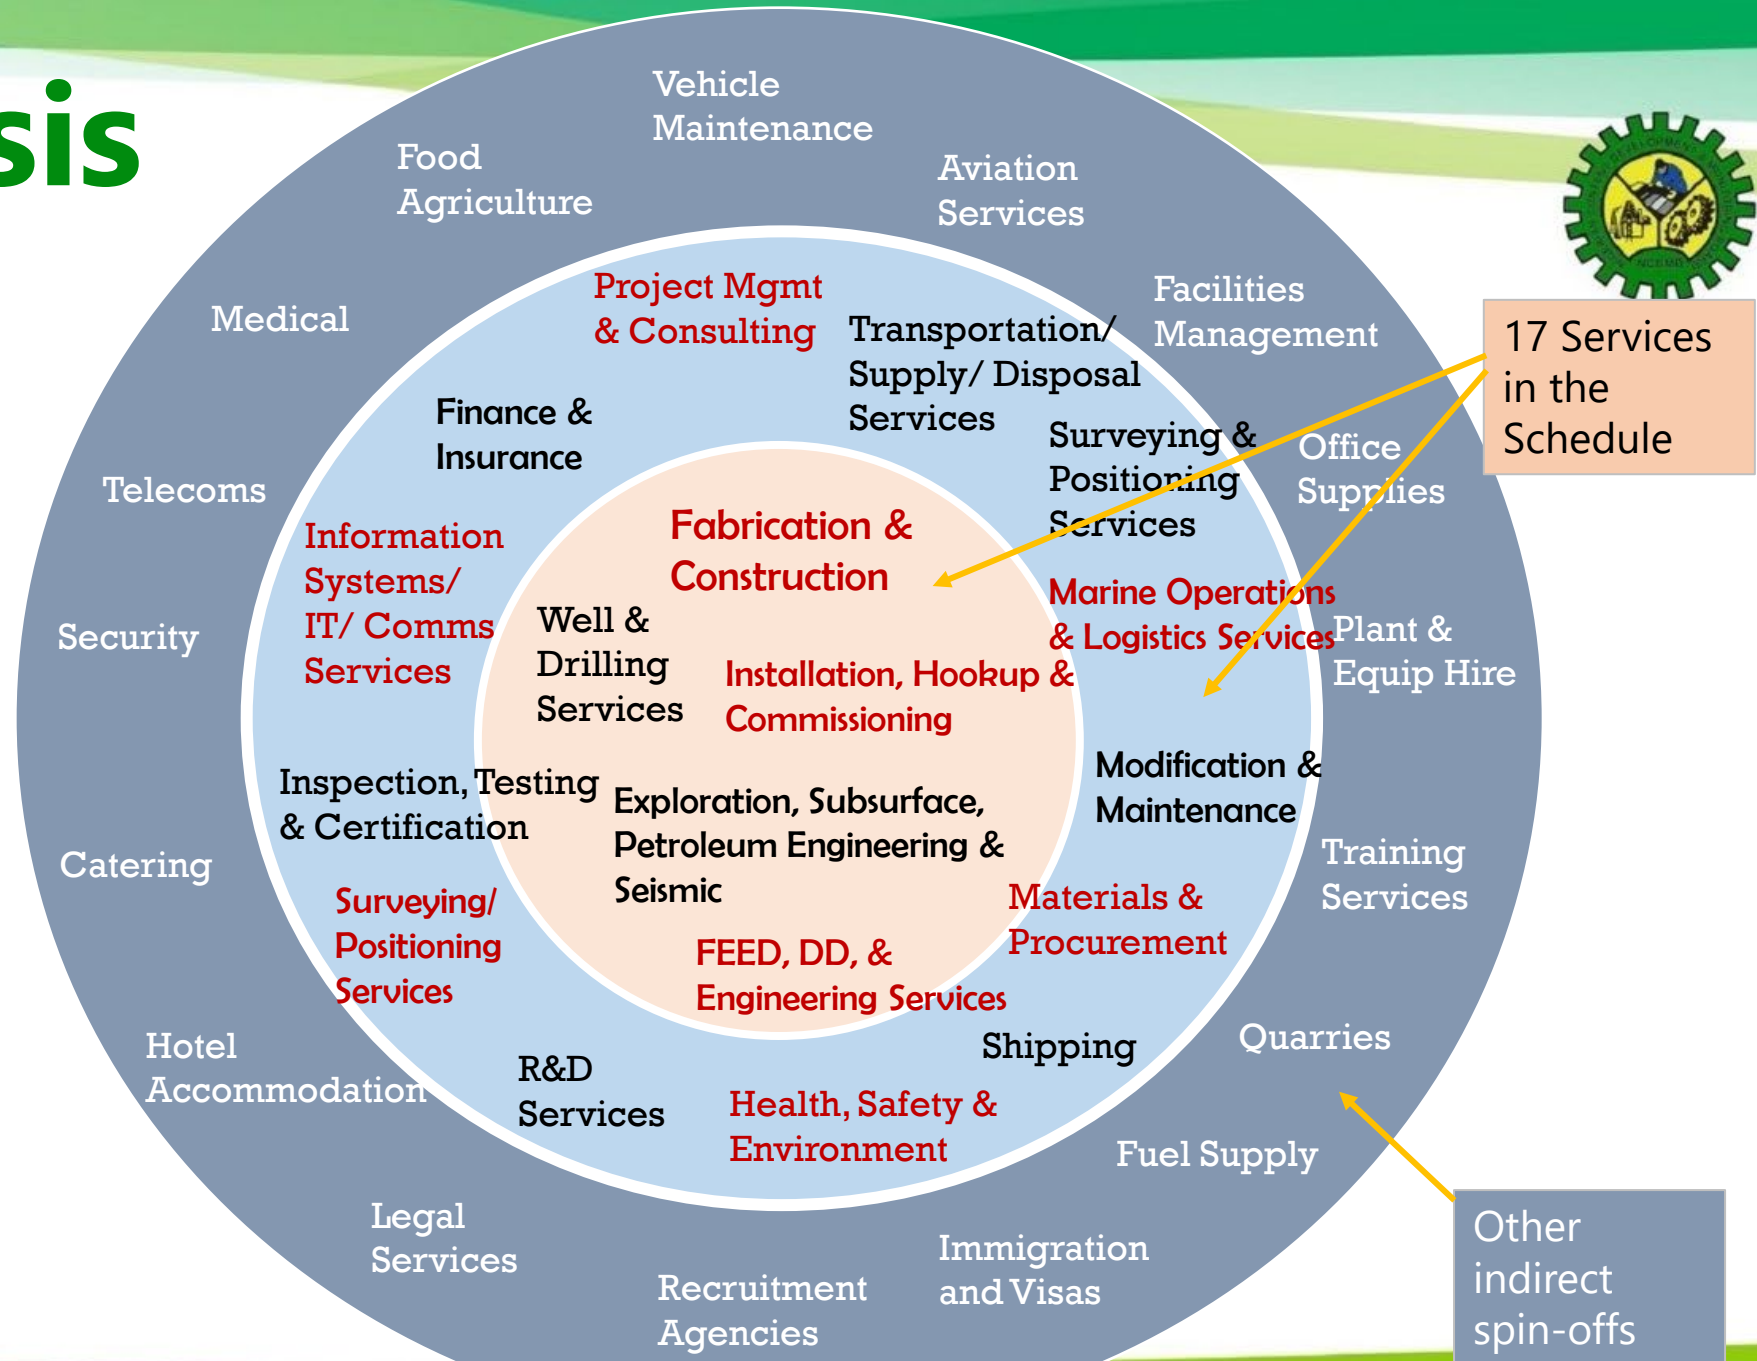 sis
Vehicle
Maintenance
Food
Agriculture
Aviation
Services
Medical
Facilities
Management
Telecoms
Office
Supplies
Security
Plant &
Equip Hire
Catering
Training
Services
Hotel
Accommodation
Quarries
Legal
Services
Fuel Supply
Recruitment
Agencies
Immigration
and Visas
Project Mgmt
& Consulting
Transportation/
Supply/ Disposal
Services
Finance &
Insurance
Surveying &
Positioning
Services
Information
Systems/
IT/ Comms
Services
Marine Operations
& Logistics Services
Inspection, Testing
& Certification
Modification &
Maintenance
Surveying/
Positioning
Services
Materials &
Procurement
R&D
Services
Shipping
Health, Safety &
Environment
Fabrication &
Construction
Well &
Drilling
Services
Installation, Hookup &
Commissioning
Exploration, Subsurface,
Petroleum Engineering &
Seismic
FEED, DD, &
Engineering Services
17 Services
in the
Schedule
Other
indirect
spin-offs